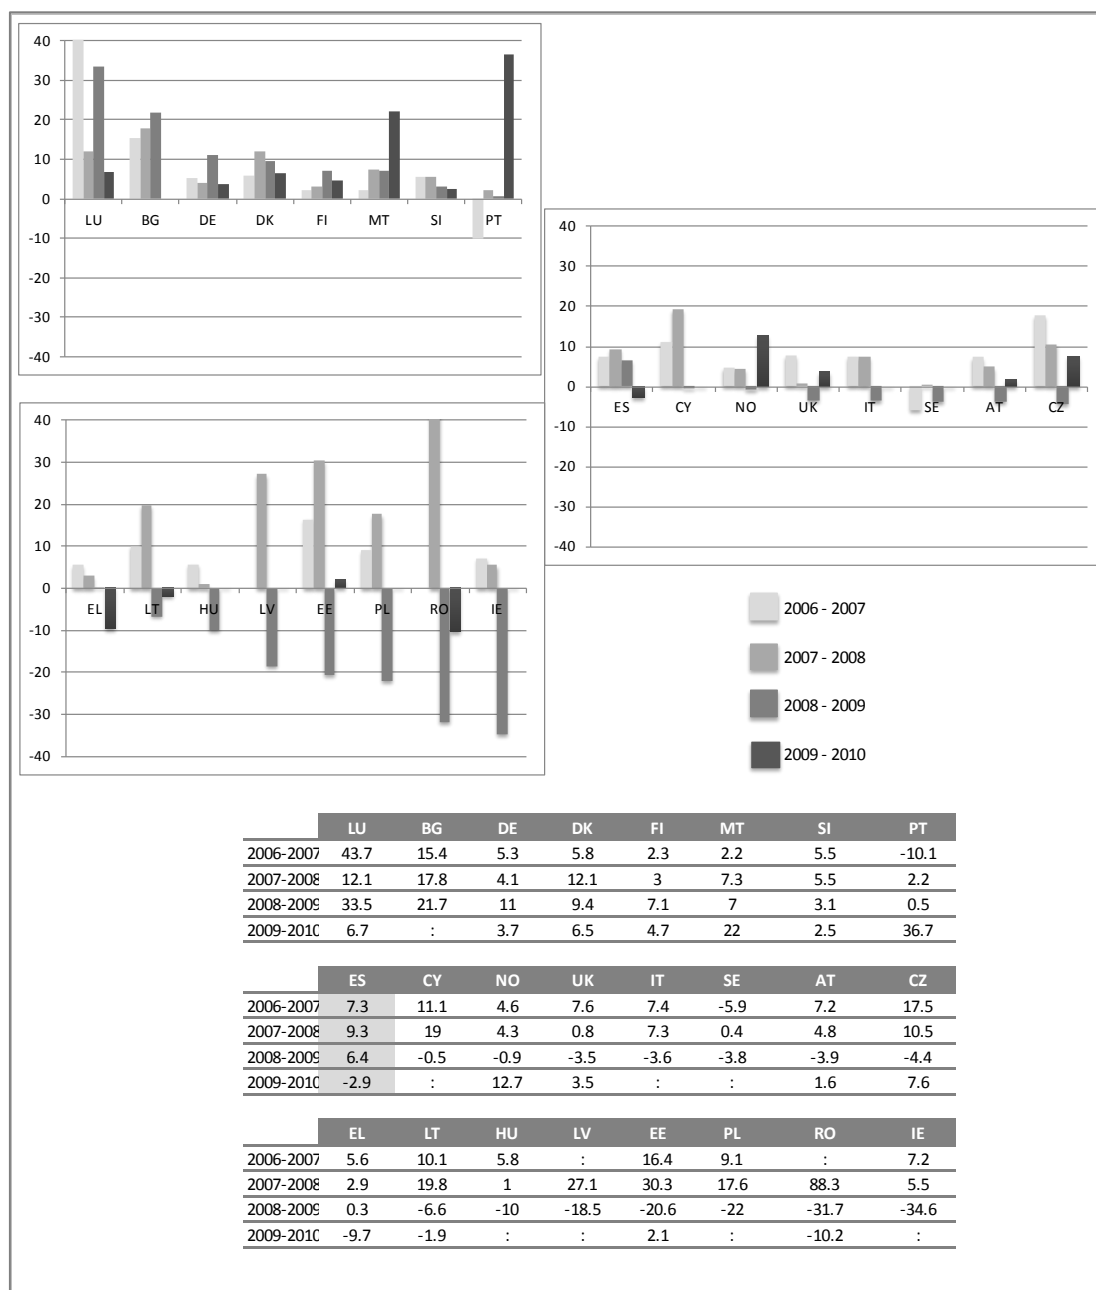 40
30
20
10
0
-10
-20
-30
-40
LU BG DE DK FI MT SI PT
40
30
20
10
0
-10
-20
-30
-40
ES CY NO UK IT SE AT CZ
40
30
20
10
0
-10
-20
-30
-40
EL LT HU LV EE PL RO IE
2006 - 2007
2007 - 2008
2008 - 2009
2009 - 2010
LU BG DE DK FI MT SI PT
2006-2007 43.7 15.4 5.3 5.8 2.3 2.2 5.5 -10.1
2007-2008 12.1 17.8 4.1 12.1 3 7.3 5.5 2.2
2008-2009 33.5 21.7 11 9.4 7.1 7 3.1 0.5
2009-2010 6.7 : 3.7 6.5 4.7 22 2.5 36.7
ES CY NO UK IT SE AT CZ
2006-2007 7.3 11.1 4.6 7.6 7.4 -5.9 7.2 17.5
2007-2008 9.3 19 4.3 0.8 7.3 0.4 4.8 10.5
2008-2009 6.4 -0.5 -0.9 -3.5 -3.6 -3.8 -3.9 -4.4
2009-2010 -2.9 : 12.7 3.5 : : 1.6 7.6
EL LT HU LV EE PL RO IE
2006-2007 5.6 10.1 5.8 : 16.4 9.1 : 7.2
2007-2008 2.9 19.8 1 27.1 30.3 17.6 88.3 5.5
2008-2009 0.3 -6.6 -10 -18.5 -20.6 -22 -31.7 -34.6
2009-2010 -9.7 -1.9 : : 2.1 : -10.2 :